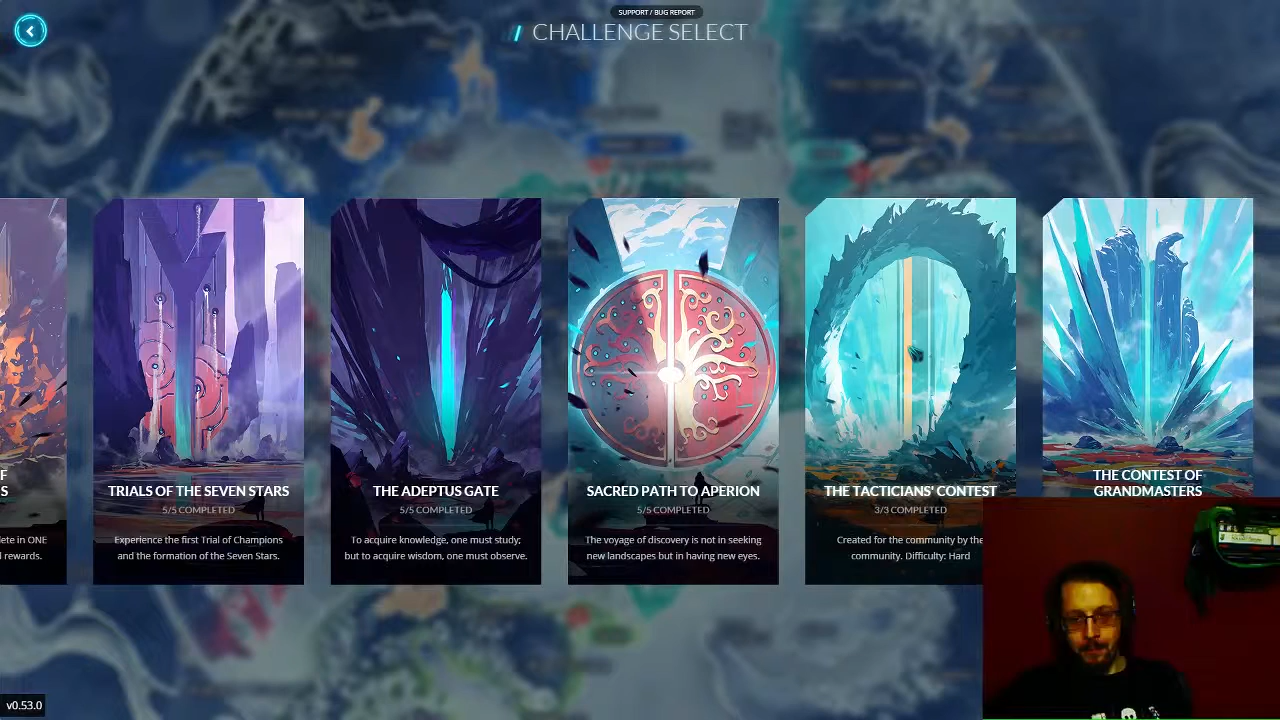 SUPPORT / BUG REPORT
CHALLENGE SELECT
F
S
ete in ONE
rewards.
TRIALS OF THE SEVEN STARS
5/5 COMPLETED
Experience the first Trial of Champions
and the formation of the Seven Stars.
THE ADEPTUS GATE
5/5 COMPLETED
To acquire knowledge, one must study;
but to acquire wisdom, one must observe.
SACRED PATH TO APERION
5/5 COMPLETED
The voyage of discovery is not in seeking
new landscapes but in having new eyes.
THE TACTICIANS' CONTEST
3/3 COMPLETED
Created for the community by the
community. Difficulty: Hard
THE CONTEST OF
GRANDMASTERS
v0.53.0